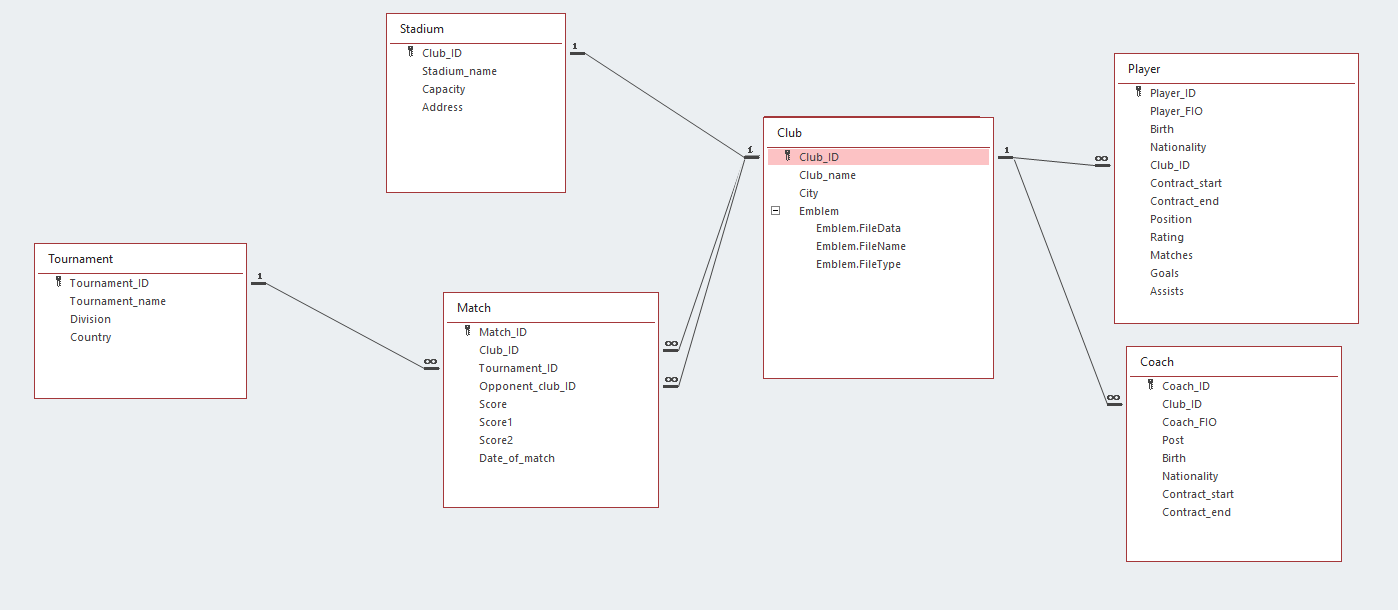 Stadium
Club_ID
Stadium_name
Capacity
Address
1
Tournament
Tournament_ID
Tournament_name
Division
Country
1
Match
Match_ID
Club_ID
Tournament_ID
Opponent_club_ID
Score
Score1
Score2
Date_of_match
∞
∞
∞
Club
Club_ID
Club_name
City
Emblem
Emblem.FileData
Emblem.FileName
Emblem.FileType
1
1
Player
Player_ID
Player_FIO
Birth
Nationality
Club_ID
Contract_start
Contract_end
Position
Rating
Matches
Goals
Assists
∞
Coach
Coach_ID
Club_ID
Coach_FIO
Post
Birth
Nationality
Contract_start
Contract_end
∞